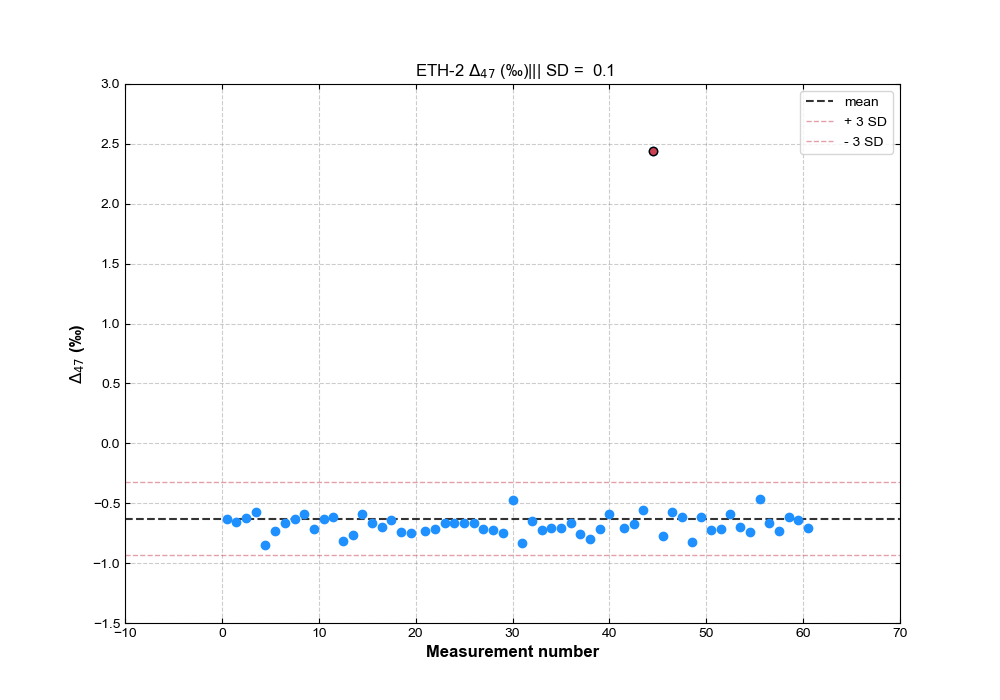 ETH-2 Δ47 (‰)||| SD =  0.1
3.0
2.5
2.0
1.5
1.0
0.5
0.0
−0.5
−1.0
−1.5
Δ47 (‰)
mean
+ 3 SD
- 3 SD
−10 0 10 20 30 40 50 60 70
Measurement number